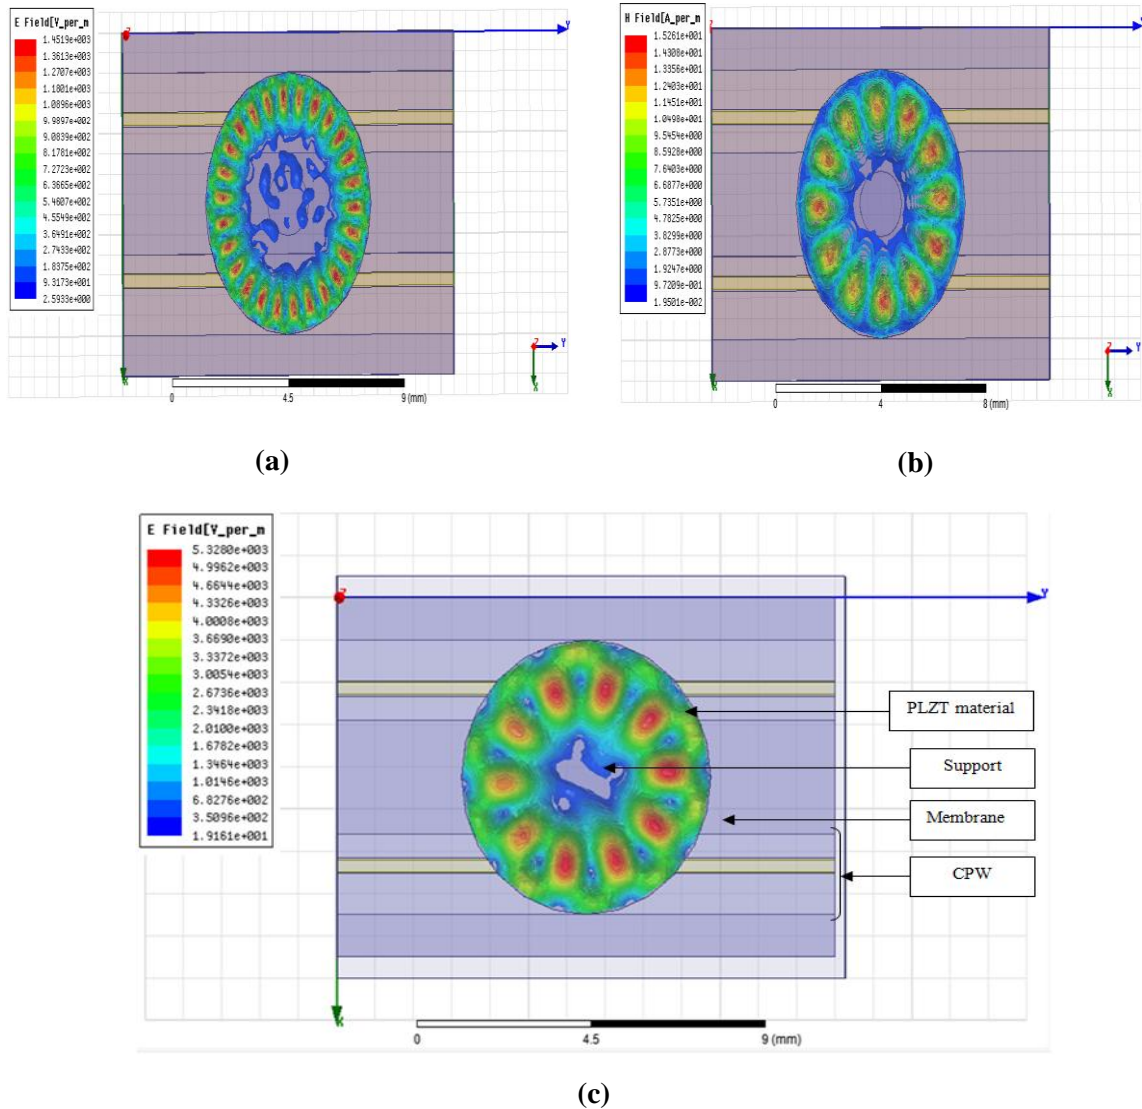 E Field[V_per_m
1.4519e+003
1.3613e+003
1.2707e+003
1.1801e+003
1.0896e+003
9.9897e+002
9.0839e+002
8.1781e+002
7.2723e+002
6.3665e+002
5.4607e+002
4.5549e+002
3.6491e+002
2.7433e+002
1.8375e+002
9.3173e+001
2.5933e+000
Z
Y
X
Z
Y
X
0 4.5 9 (mm)
(a)
H Field[A_per_m
1.5261e+001
1.4308e+001
1.3356e+001
1.2403e+001
1.1451e+001
1.0498e+001
9.5454e+000
8.5928e+000
7.6403e+000
6.6877e+000
5.7351e+000
4.7825e+000
3.8299e+000
2.8773e+000
1.9247e+000
9.7209e-001
1.9501e-002
Z
Y
X
Z
Y
X
0 4 8 (mm)
(b)
E Field[V_per_m
5.3280e+003
4.9962e+003
4.6644e+003
4.3326e+003
4.0008e+003
3.6690e+003
3.3372e+003
3.0054e+003
2.6736e+003
2.3418e+003
2.0100e+003
1.6782e+003
1.3464e+003
1.0146e+003
6.8276e+002
3.5096e+002
1.9161e+001
Z
Y
X
PLZT material
Support
Membrane
CPW
0 4.5 9 (mm)
(c)